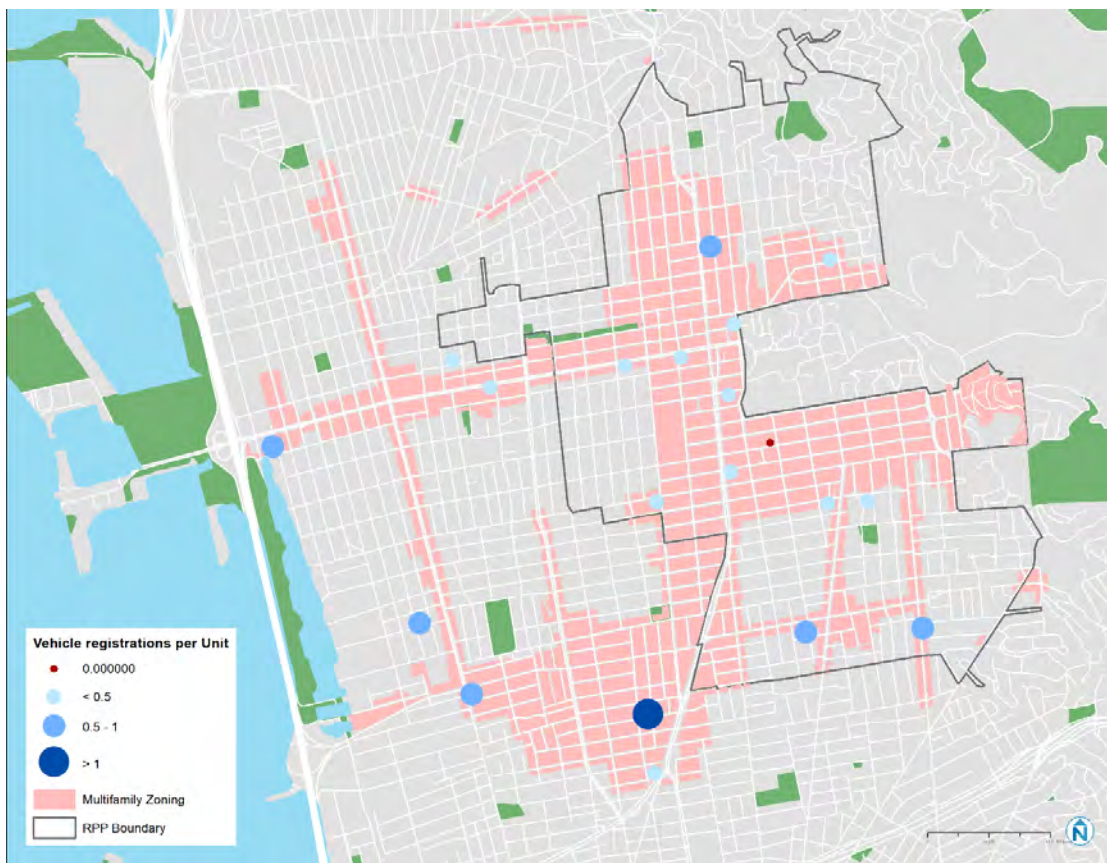 Vehicle registrations per Unit
0.000000
< 0.5
0.5 - 1
> 1
Multifamily Zoning
RPP Boundary
N